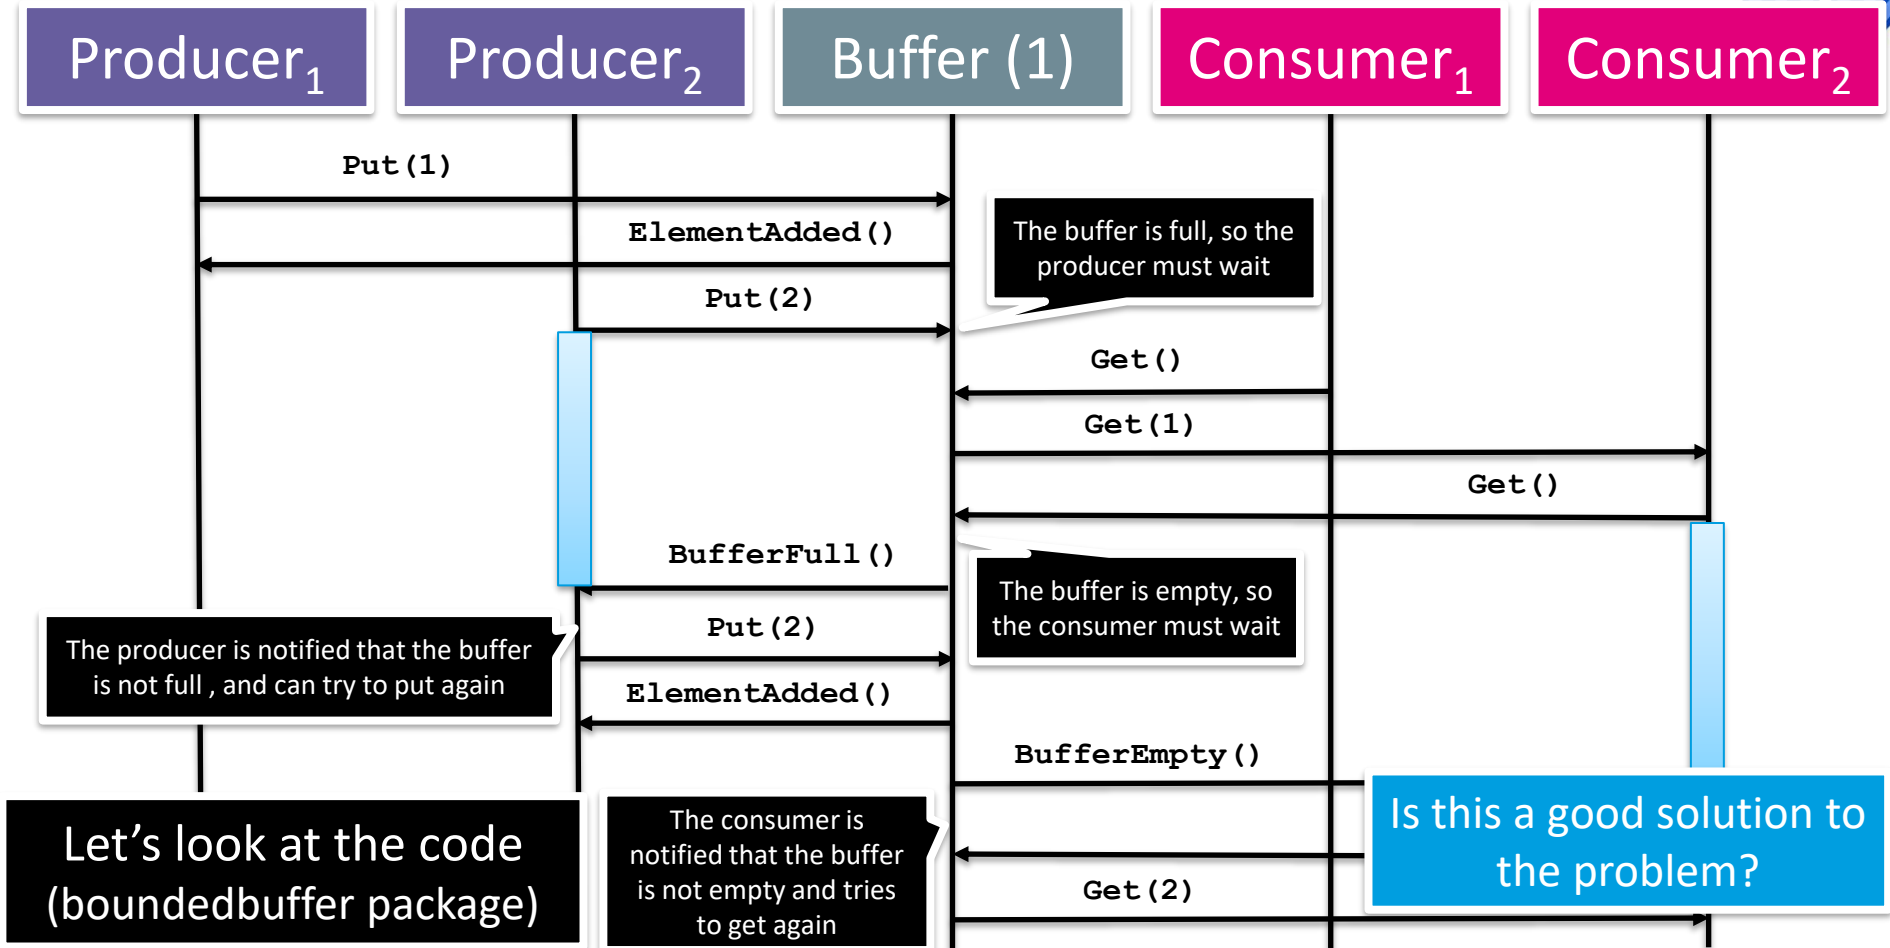 Producer1
Producer2
Buffer (1)
Consumer1
Consumer2
Put(1)
ElementAdded()
The buffer is full, so the
producer must wait
Put(2)
Get()
Get(1)
Get()
BufferFull()
The buffer is empty, so
the consumer must wait
Put(2)
The producer is notified that the buffer
is not full , and can try to put again
ElementAdded()
BufferEmpty()
Let’s look at the code
(boundedbuffer package)
The consumer is
notified that the buffer
is not empty and tries
to get again
Is this a good solution to
the problem?
Get(2)